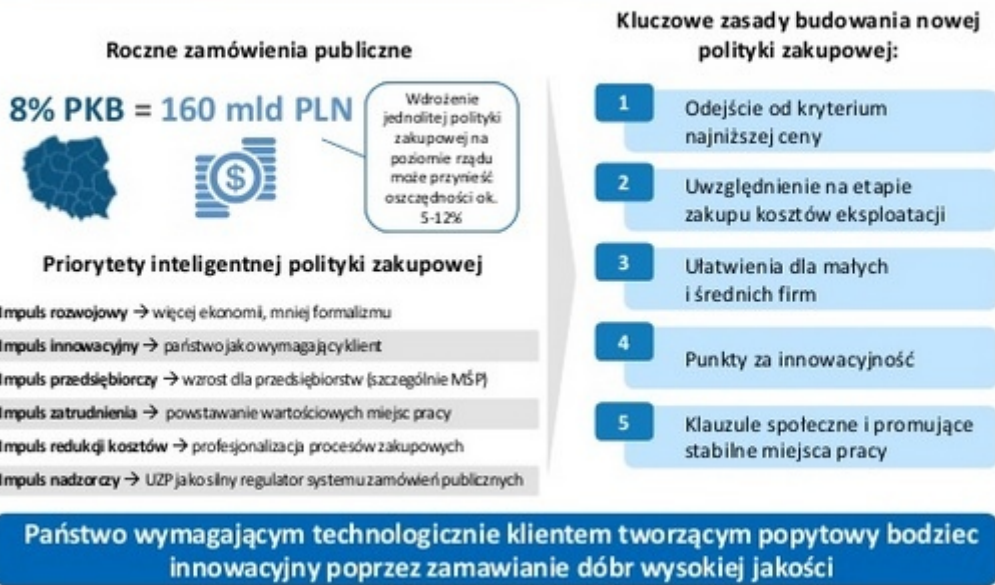 Roczne zamówienia publiczne
8% PKB = 160 mld PLN
Wdrożenie
jednolitej polityki
zakupowej na
poziomie rządu
może przynieść
oszczędności ok.
5-12%
Priorytety inteligentnej polityki zakupowej
Impuls rozwojowy → więcej ekonomii, mniej formalizmu
Impuls innowacyjny → państwo jako wymagający klient
Impuls przedsiębiorczy → wzrost dla przedsiębiorstw (szczególnie MŚP)
Impuls zatrudnienia → powstawanie wartościowych miejsc pracy
Impuls redukcji kosztów → profesjonalizacja procesów zakupowych
Impuls nadzorczy → UZP jako silny regulator systemu zamówień publicznych
Kluczowe zasady budowania nowej
polityki zakupowej:
1 Odejście od kryterium
najniższej ceny
2 Uwzględnienie na etapie
zakupu kosztów eksploatacji
3 Ułatwienia dla małych
i średnich firm
4 Punkty za innowacyjność
5 Klauzule społeczne i promujące
stabilne miejsca pracy
Państwo wymagającym technologicznie klientem tworzącym popytowy bodziec
innowacyjny poprzez zamawianie dóbr wysokiej jakości